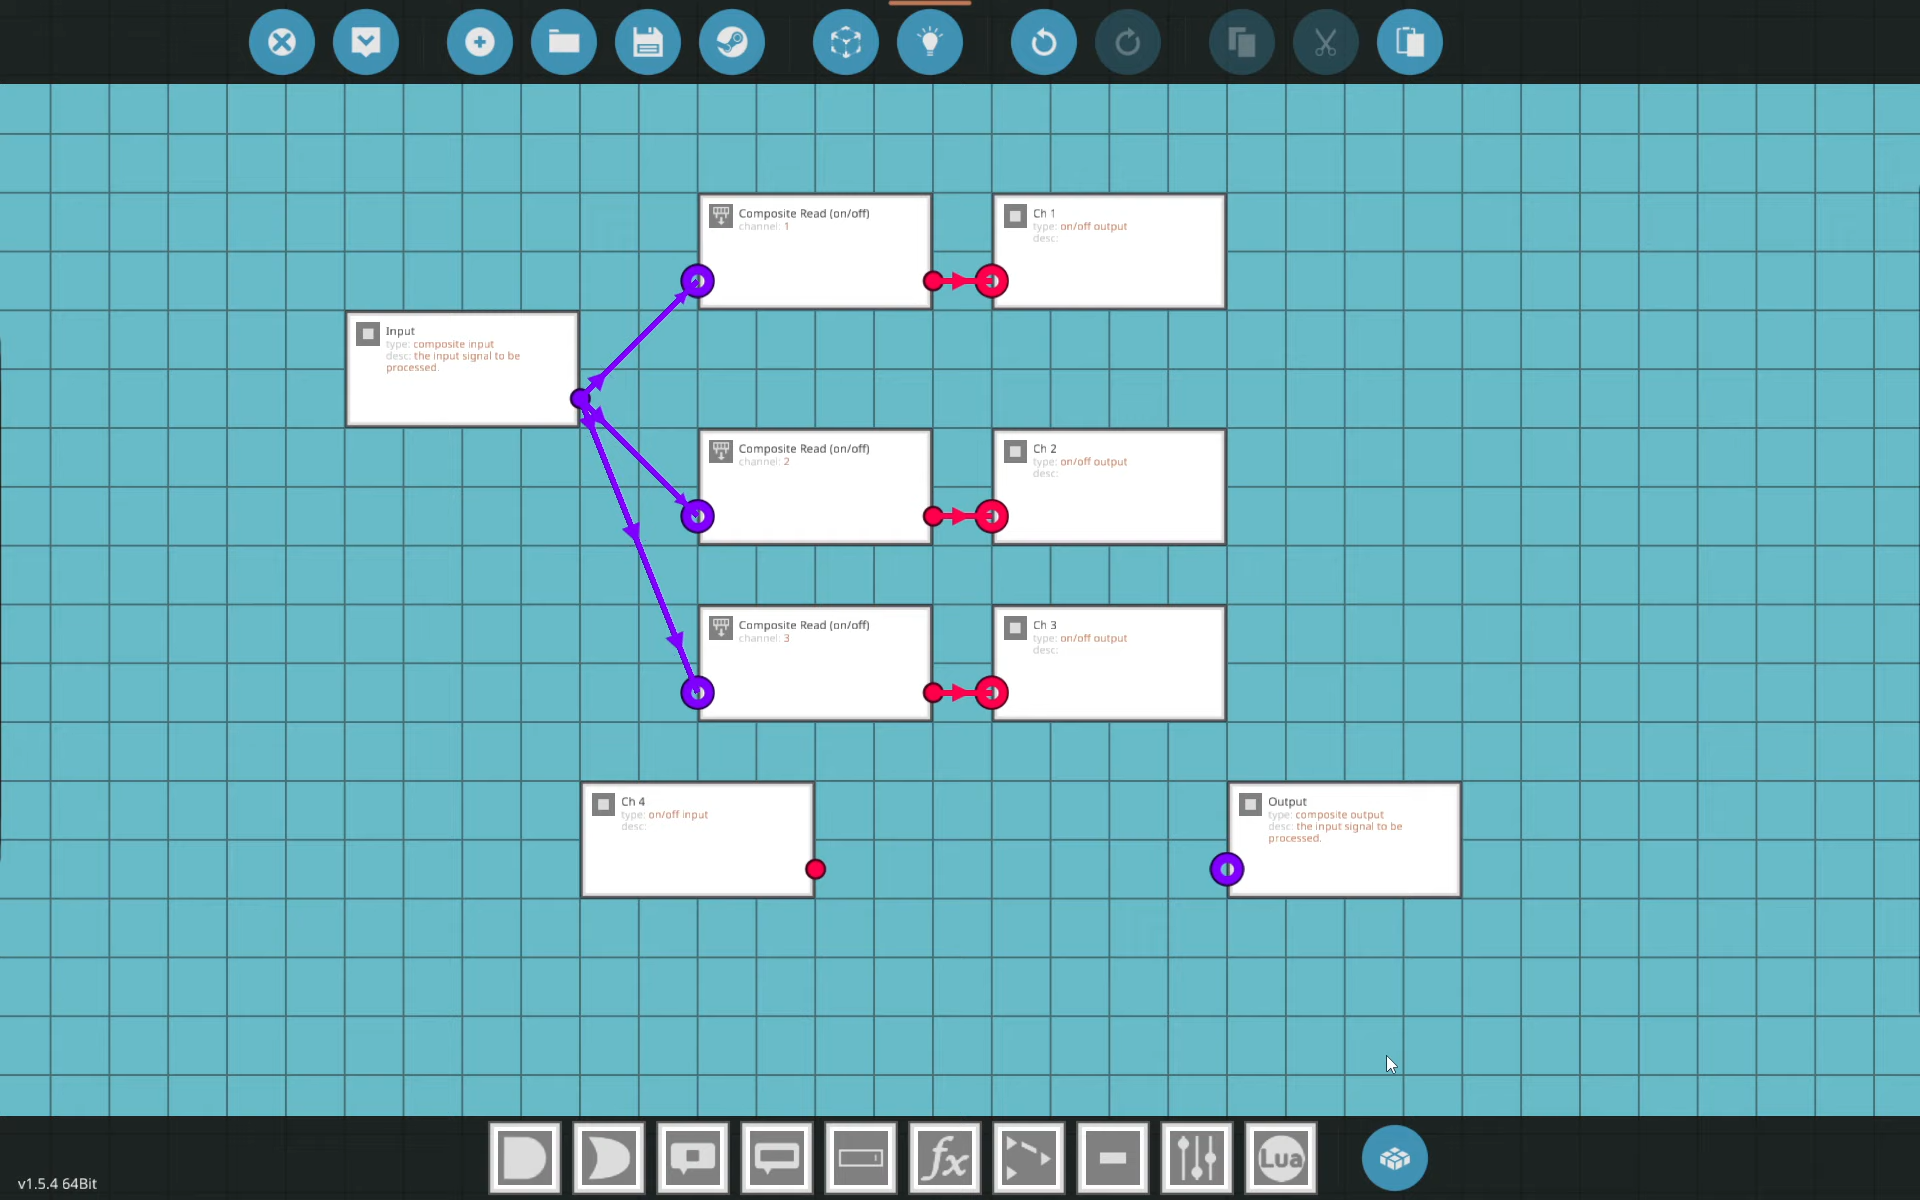 Composite Read (on/off)
channel: 1
Ch 1
type: on/off output
desc:
Input
type: composite input
desc: the input signal to be
processed.
Composite Read (on/off)
channel: 2
Ch 2
type: on/off output
desc:
Composite Read (on/off)
channel: 3
Ch 3
type: on/off output
desc:
Ch 4
type: on/off input
desc:
Output
type: composite output
desc: the input signal to be
processed.
fx
Lua
v1.5.4 64Bit